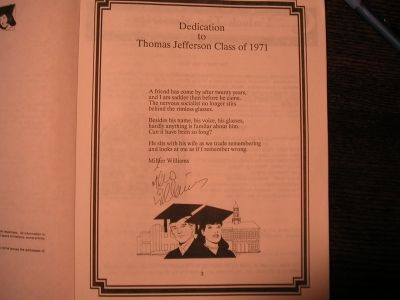 Dedication
to
Thomas Jefferson Class of 1971
A friend has come by after twenty years,
and I am sadder than before he came.
The nervous socialist no longer stirs
behind the rimless glasses.
Besides his name, his voice, his glasses,
hardly anything is familar about him.
Can it have been so long?
He sits with his wife as we trade remembering
and looks at me as if I remember wrong.
Miller Williams
3